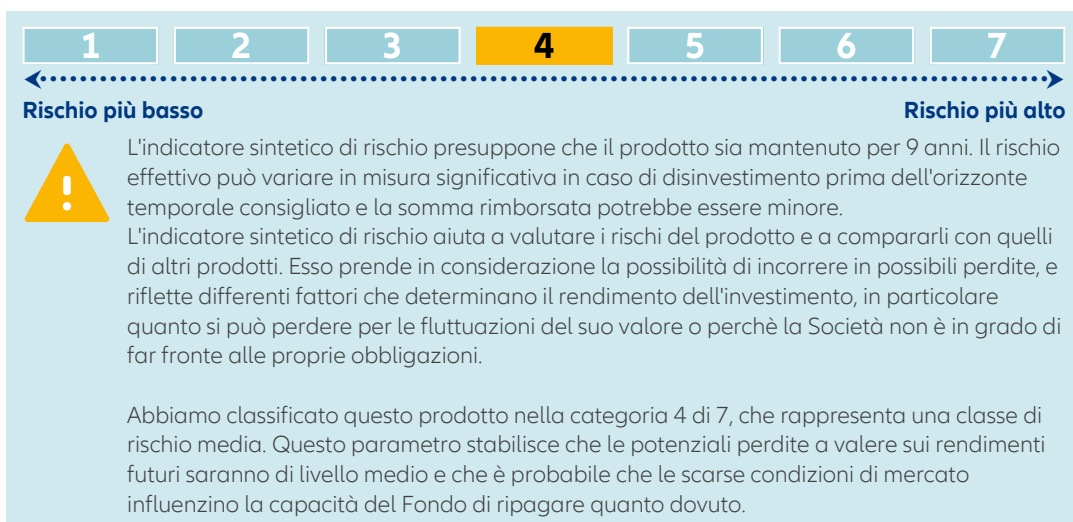 1 2 3 4 5 6 7
Rischio più basso Rischio più alto
L'indicatore sintetico di rischio presuppone che il prodotto sia mantenuto per 9 anni. Il rischio
effettivo può variare in misura significativa in caso di disinvestimento prima dell'orizzonte
temporale consigliato e la somma rimborsata potrebbe essere minore.
L'indicatore sintetico di rischio aiuta a valutare i rischi del prodotto e a compararli con quelli
di altri prodotti. Esso prende in considerazione la possibilità di incorrere in possibili perdite, e
riflette differenti fattori che determinano il rendimento dell'investimento, in particolare
quanto si può perdere per le fluttuazioni del suo valore o perchè la Società non è in grado di
far fronte alle proprie obbligazioni.
Abbiamo classificato questo prodotto nella categoria 4 di 7, che rappresenta una classe di
rischio media. Questo parametro stabilisce che le potenziali perdite a valere sui rendimenti
futuri saranno di livello medio e che è probabile che le scarse condizioni di mercato
influenzino la capacità del Fondo di ripagare quanto dovuto.